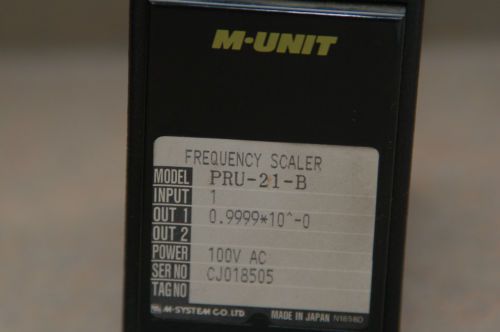 M-UNIT
FREQUENCY SCALER
MODEL PRU-21-B
INPUT 1
OUT 1 0.9999*10^-0
OUT 2
POWER 100V AC
SER NO CJ018505
TAG NO
M-SYSTEM CO. LTD MADE IN JAPAN